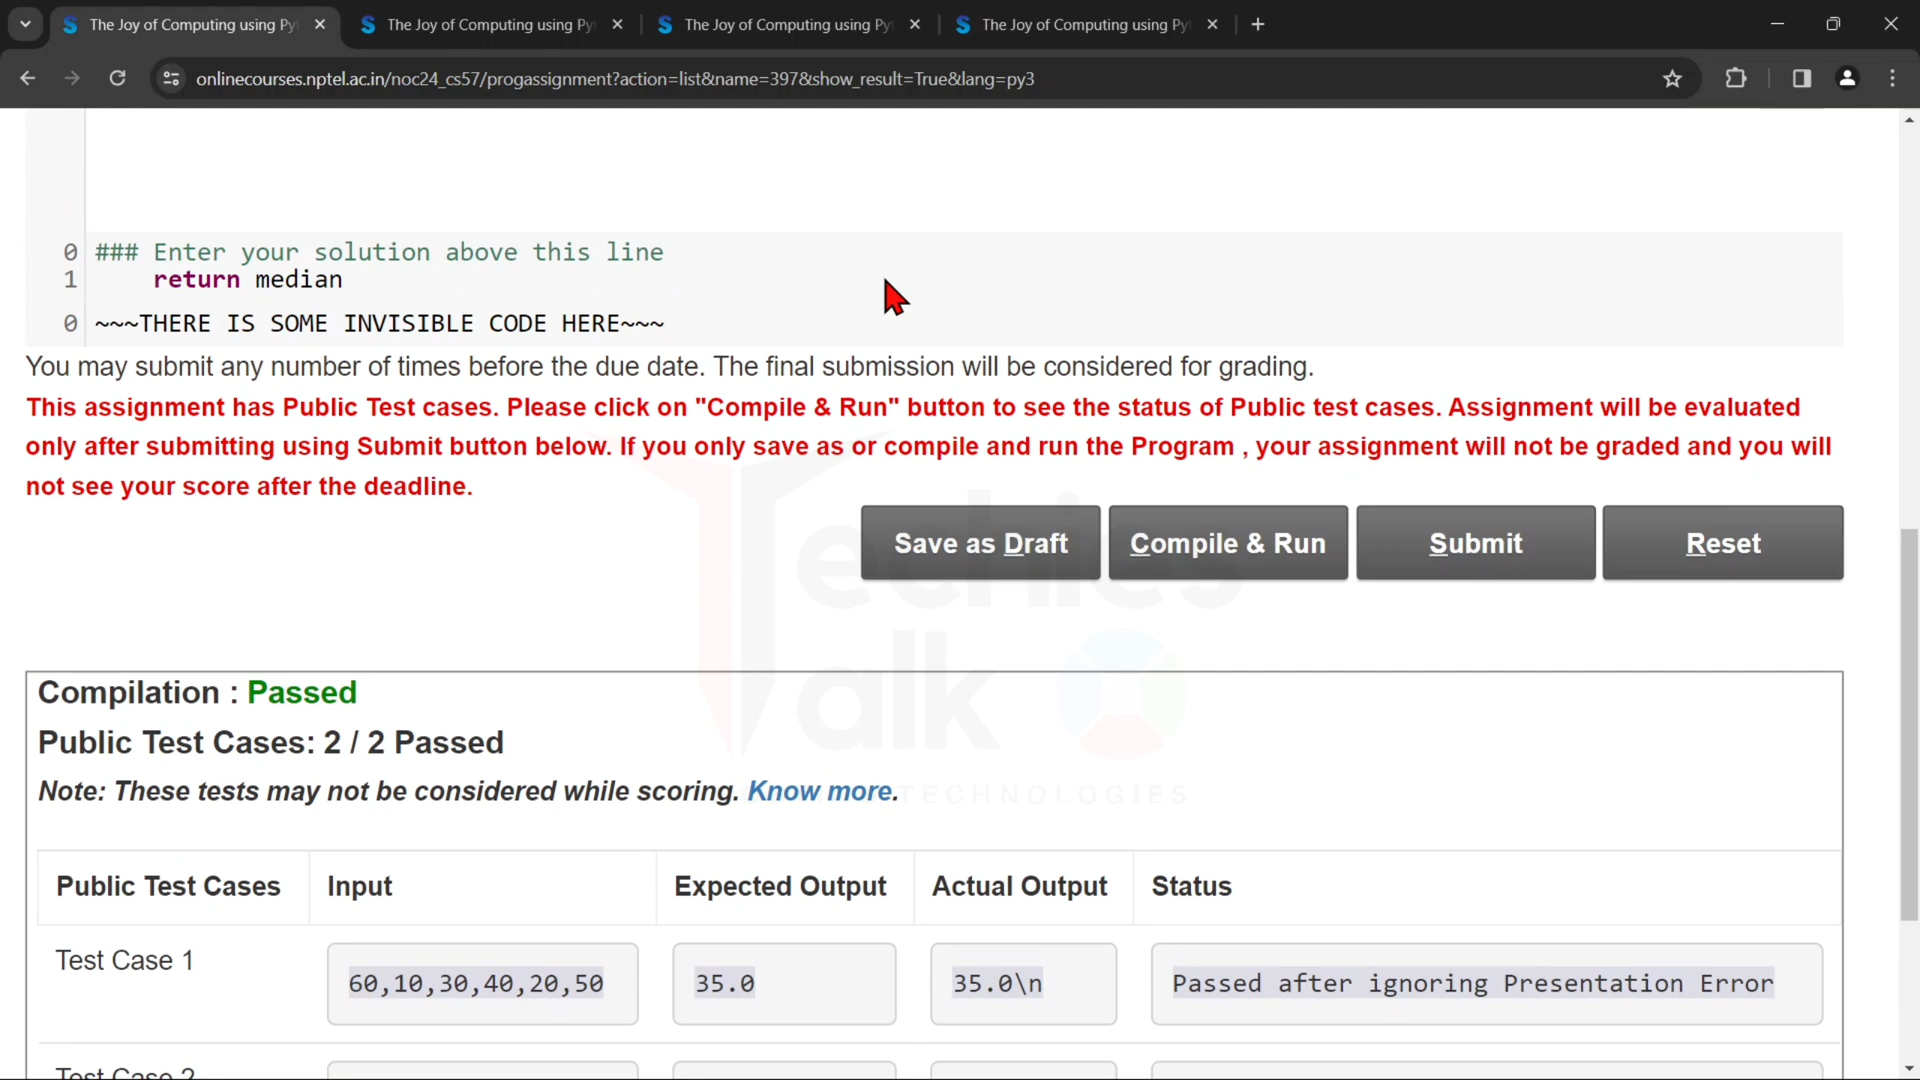 The Joy of Computing using Py
The Joy of Computing using Py
The Joy of Computing using Py
The Joy of Computing using Py
onlinecourses.nptel.ac.in/noc24_cs57/progassignment?action=list&name=397&show_result=True&lang=py3
0 ### Enter your solution above this line
1 return median
0 ~~~THERE IS SOME INVISIBLE CODE HERE~~~
You may submit any number of times before the due date. The final submission will be considered for grading.
This assignment has Public Test cases. Please click on "Compile & Run" button to see the status of Public test cases. Assignment will be evaluated
only after submitting using Submit button below. If you only save as or compile and run the Program , your assignment will not be graded and you will
not see your score after the deadline.
Save as Draft Compile & Run Submit Reset
Techies
Talk
TECHNOLOGIES
Compilation : Passed
Public Test Cases: 2 / 2 Passed
Note: These tests may not be considered while scoring. Know more.
Public Test Cases Input Expected Output Actual Output Status
Test Case 1 60,10,30,40,20,50 35.0 35.0\n Passed after ignoring Presentation Error
Test Case 2